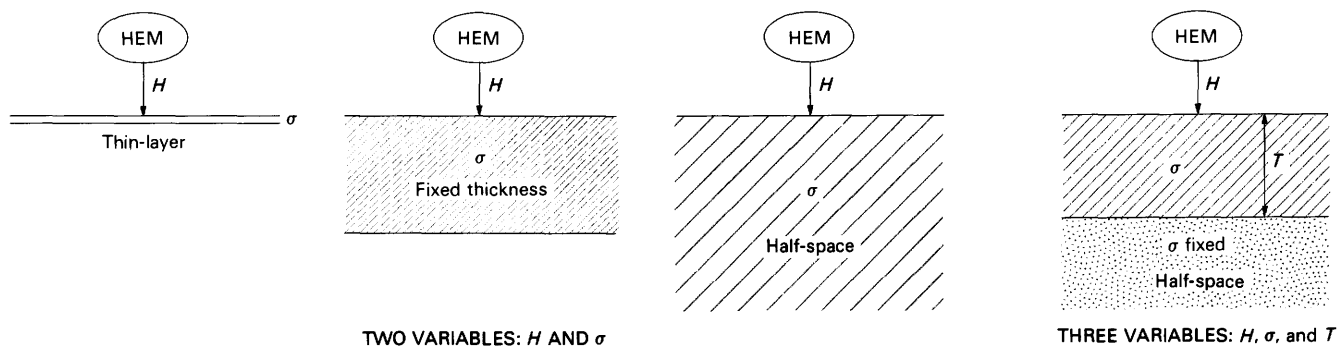 HEM
H
σ
Thin-layer
HEM
H
σ
Fixed thickness
HEM
H
σ
Half-space
TWO VARIABLES: H AND σ
HEM
H
T
σ
σ fixed
Half-space
THREE VARIABLES: H, σ, and T